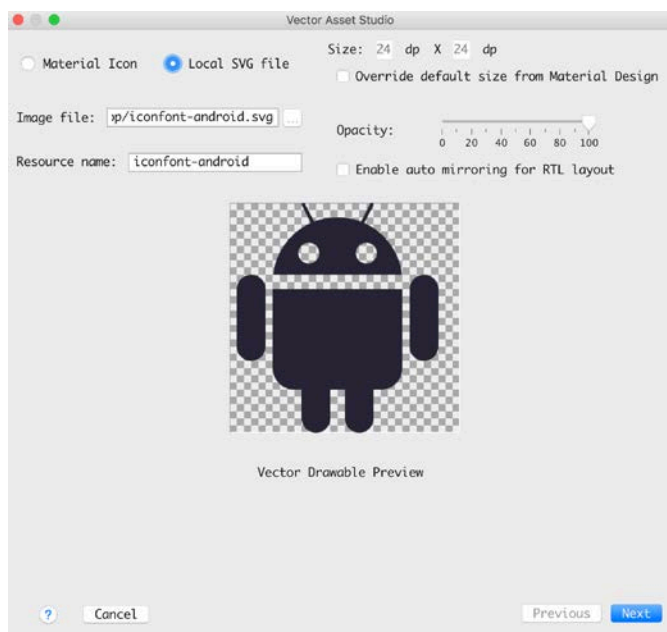 Vector Asset Studio
Material Icon
Local SVG file
Size: 24 dp X 24 dp
Override default size from Material Design
Image file: op/iconfont-android.svg ...
Opacity:
0 20 40 60 80 100
Resource name: iconfont-android
Enable auto mirroring for RTL layout
Vector Drawable Preview
? Cancel Previous Next